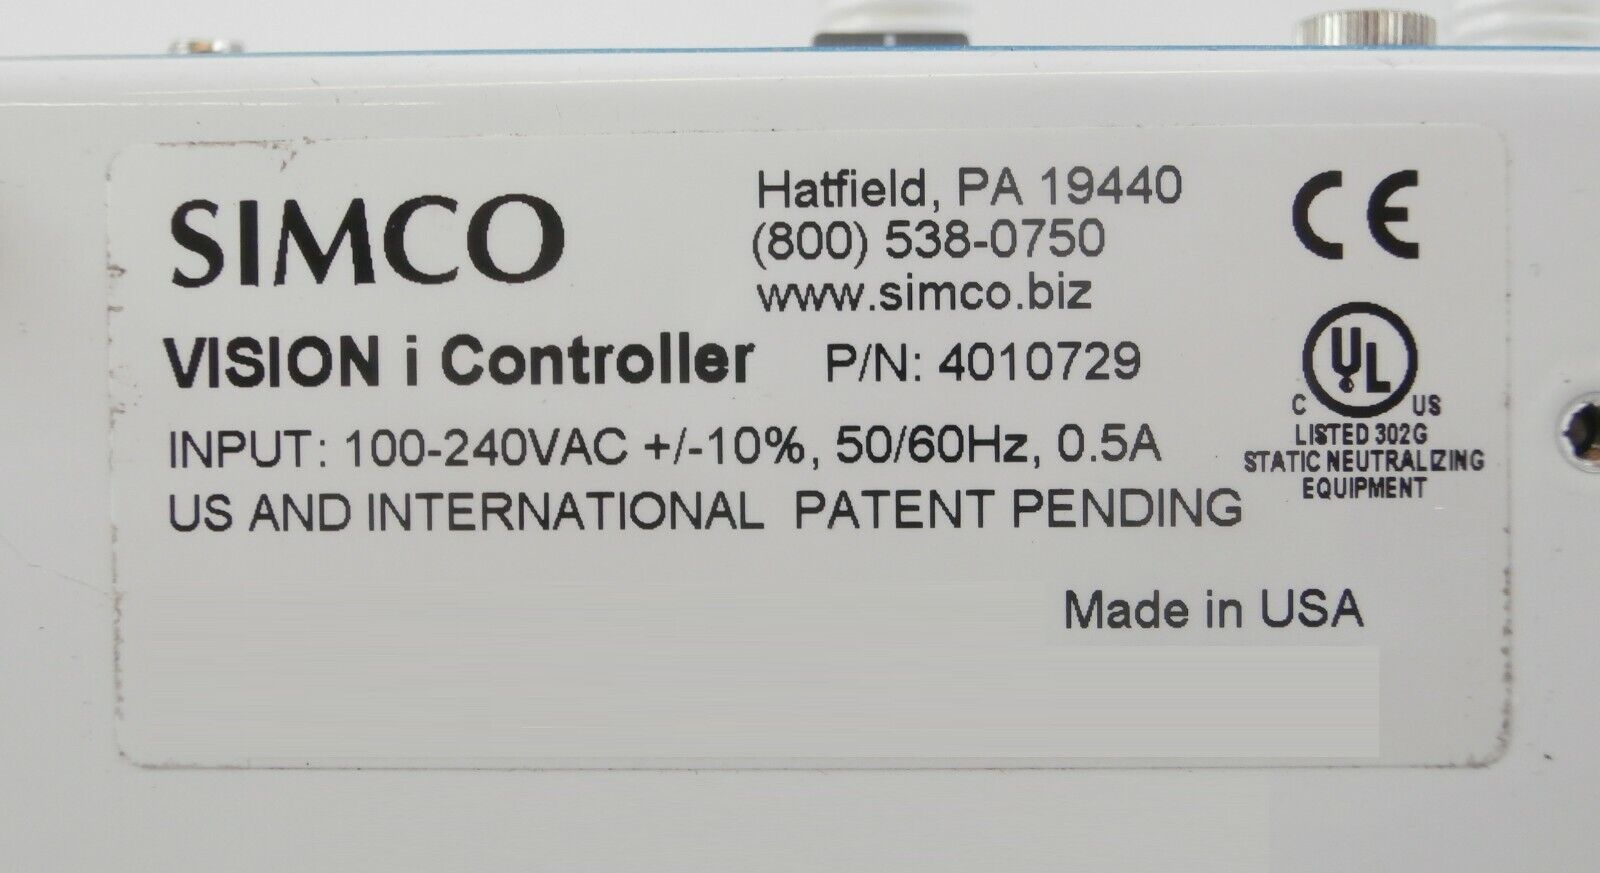 SIMCO
Hatfield, PA 19440
(800) 538-0750
www.simco.biz
CE
VISION i Controller P/N: 4010729
INPUT: 100-240VAC +/-10%, 50/60Hz, 0.5A
US AND INTERNATIONAL PATENT PENDING
UL
C US
LISTED 302G
STATIC NEUTRALIZING
EQUIPMENT
Made in USA